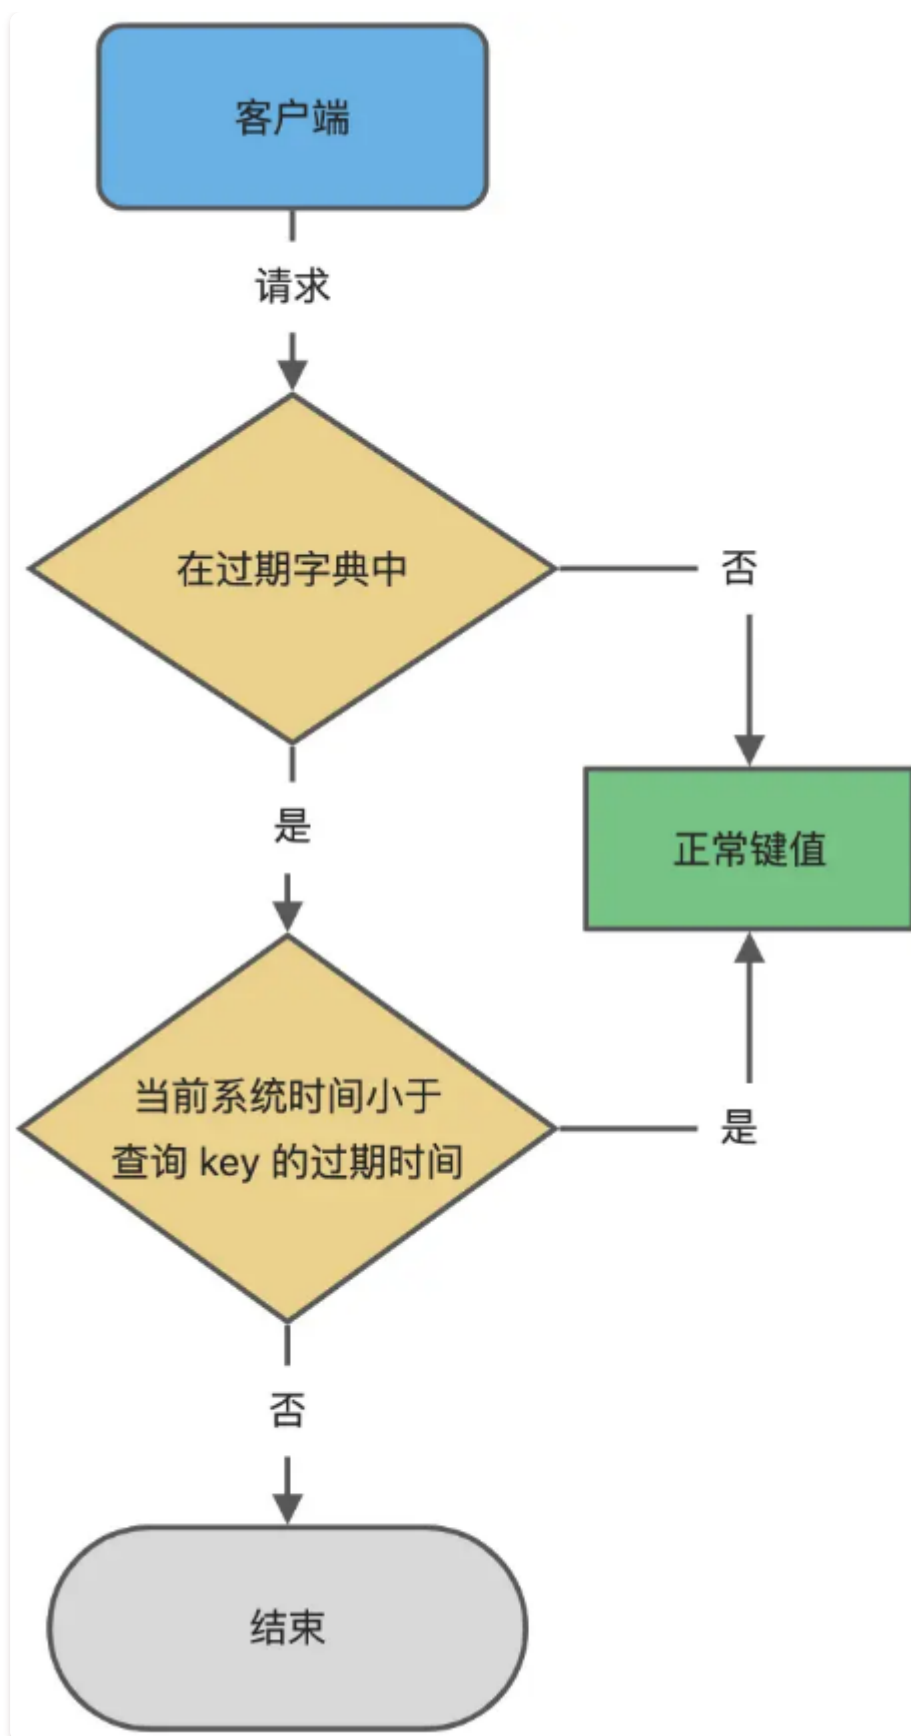 客户端
请求
在过期字典中
否
是
正常键值
当前系统时间小于
查询 key 的过期时间
是
否
结束